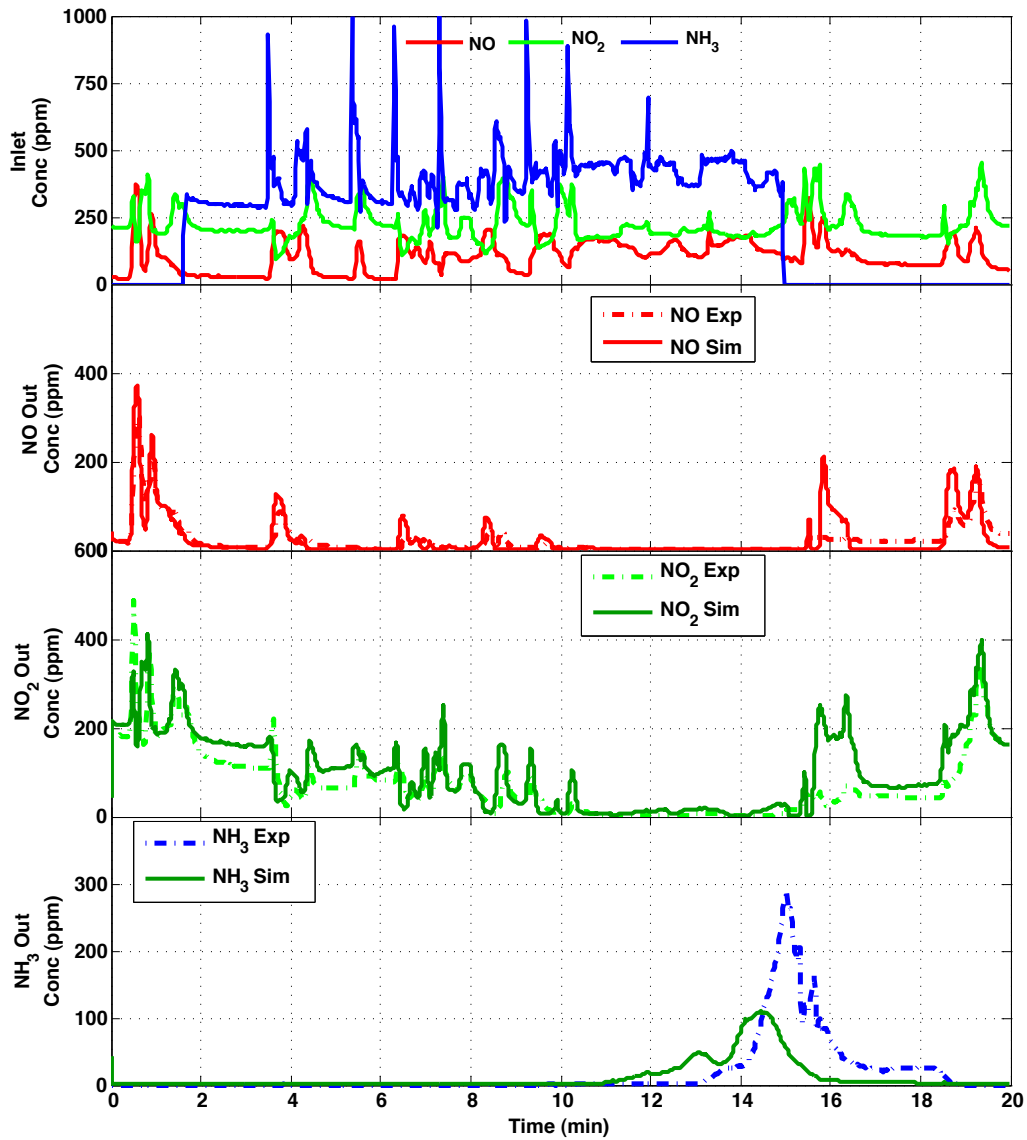 1000
NO NO2 NH3
750
500
250
0
Inlet
Conc (ppm)
NO Exp
NO Sim
400
200
600
NO Out
Conc (ppm)
NO2 Exp
NO2 Sim
400
200
0
NO2 Out
Conc (ppm)
NH3 Exp
NH3 Sim
300
200
100
0
NH3 Out
Conc (ppm)
0 2 4 6 8 10 12 14 16 18 20
Time (min)